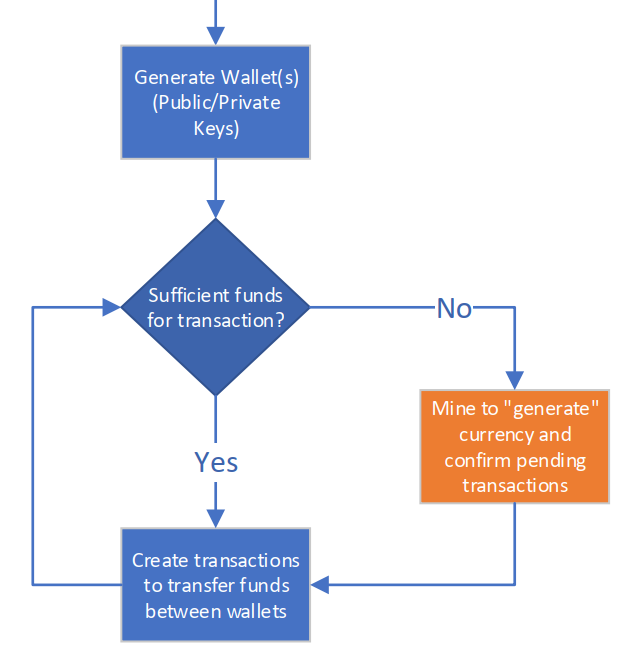 Generate Wallet(s)
(Public/Private
Keys)
Sufficient funds
for transaction?
No
Mine to "generate"
currency and
confirm pending
transactions
Yes
Create transactions
to transfer funds
between wallets